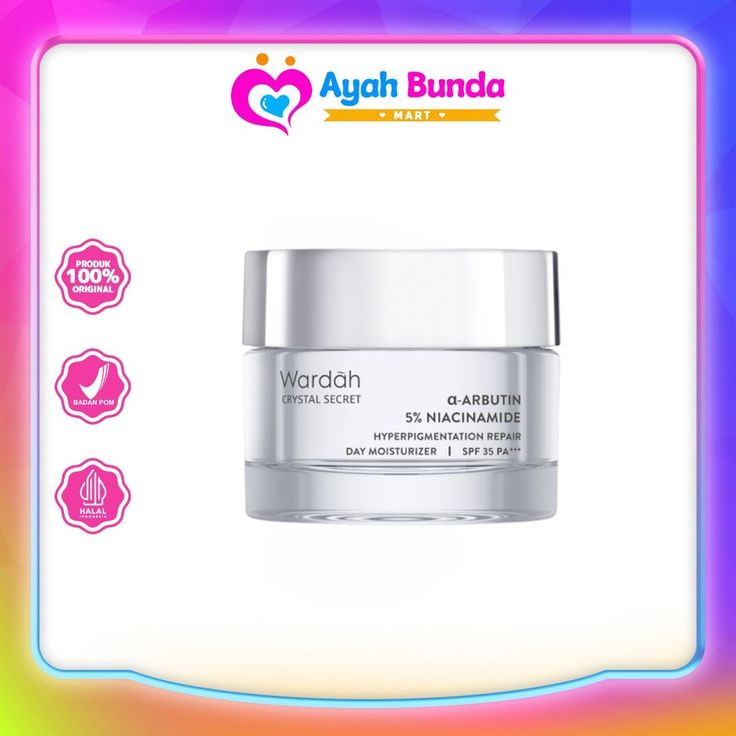 Ayah Bunda
MART
PRODUK
100%
ORIGINAL
BADAN POM
HALAL
INDONESIA
Wardāh
CRYSTAL SECRET
α-ARBUTIN
5% NIACINAMIDE
HYPERPIGMENTATION REPAIR
DAY MOISTURIZER | SPF 35 PA+++